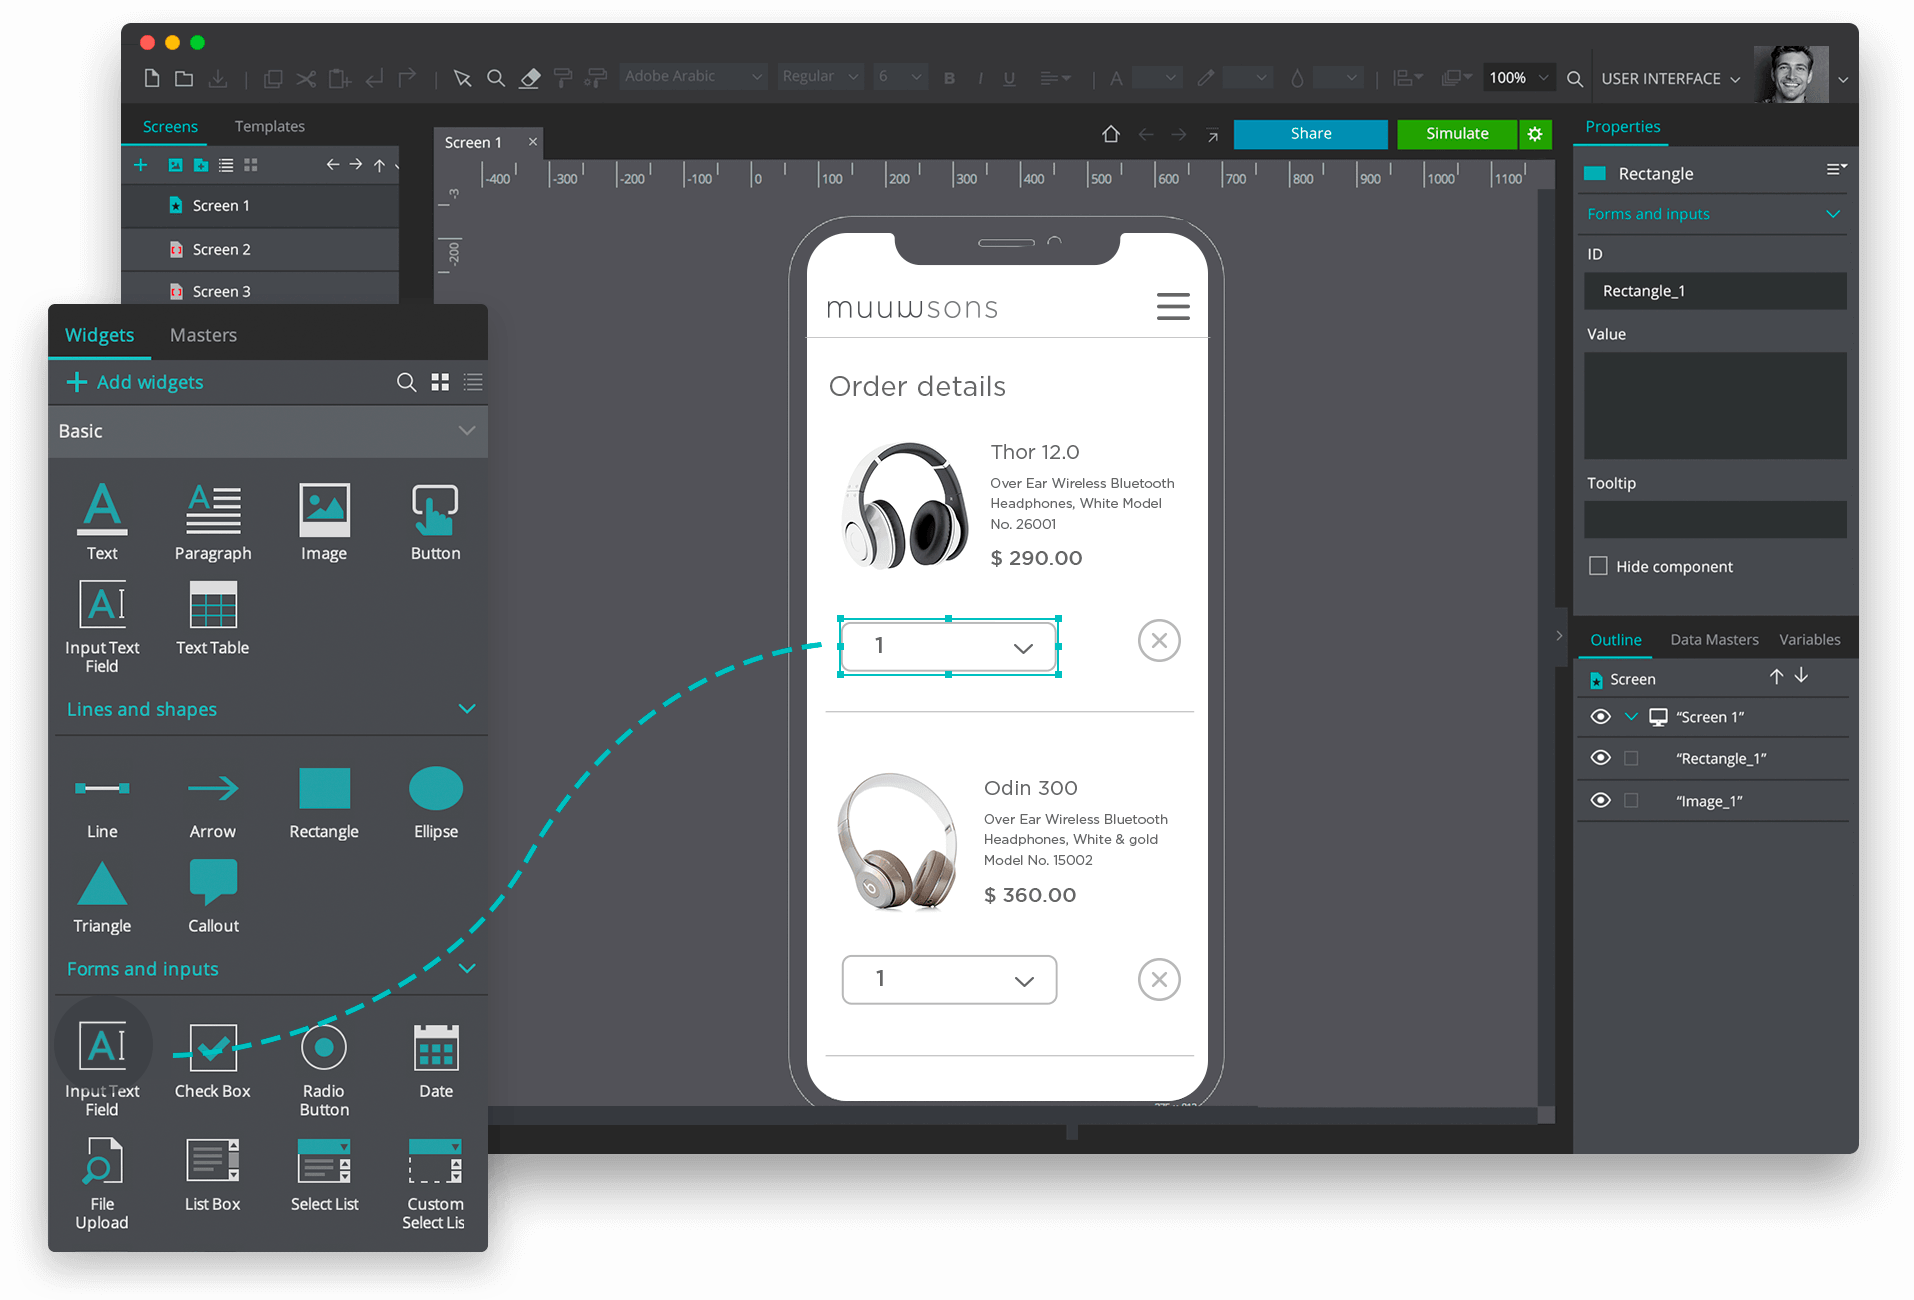 Adobe Arabic
Regular
6
B
I
U
A
100%
USER INTERFACE
Screens
Templates
Screen 1
Screen 2
Screen 3
Screen 1
Share
Simulate
-400
-300
-200
-100
0
100
200
300
400
500
600
700
800
900
1000
1100
-3
-200
Widgets
Masters
Add widgets
Basic
Text
Paragraph
Image
Button
Input Text
Field
Text Table
Lines and shapes
Line
Arrow
Rectangle
Ellipse
Triangle
Callout
Forms and inputs
Input Text
Field
Check Box
Radio
Button
Date
File
Upload
List Box
Select List
Custom
Select Lis
muuwsons
Order details
Thor 12.0
Over Ear Wireless Bluetooth
Headphones, White Model
No. 26001
$ 290.00
1
Odin 300
Over Ear Wireless Bluetooth
Headphones, White & gold
Model No. 15002
$ 360.00
1
Properties
Rectangle
Forms and inputs
ID
Rectangle_1
Value
Tooltip
Hide component
Outline
Data Masters
Variables
Screen
“Screen 1”
“Rectangle_1”
“Image_1”